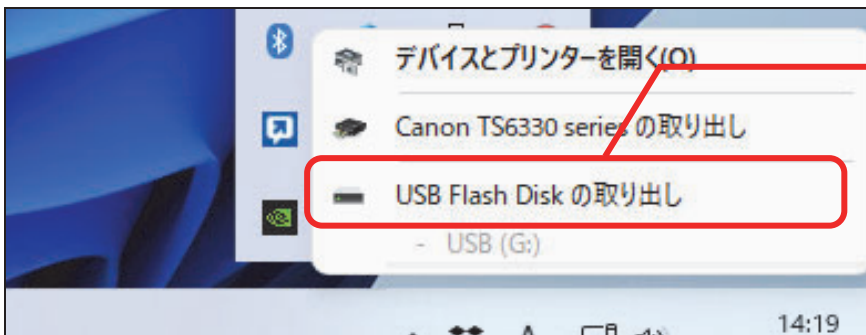 デバイスとプリンターを開く(O)
Canon TS6330 series の取り出し
USB Flash Disk の取り出し
- USB (G:)
14:19